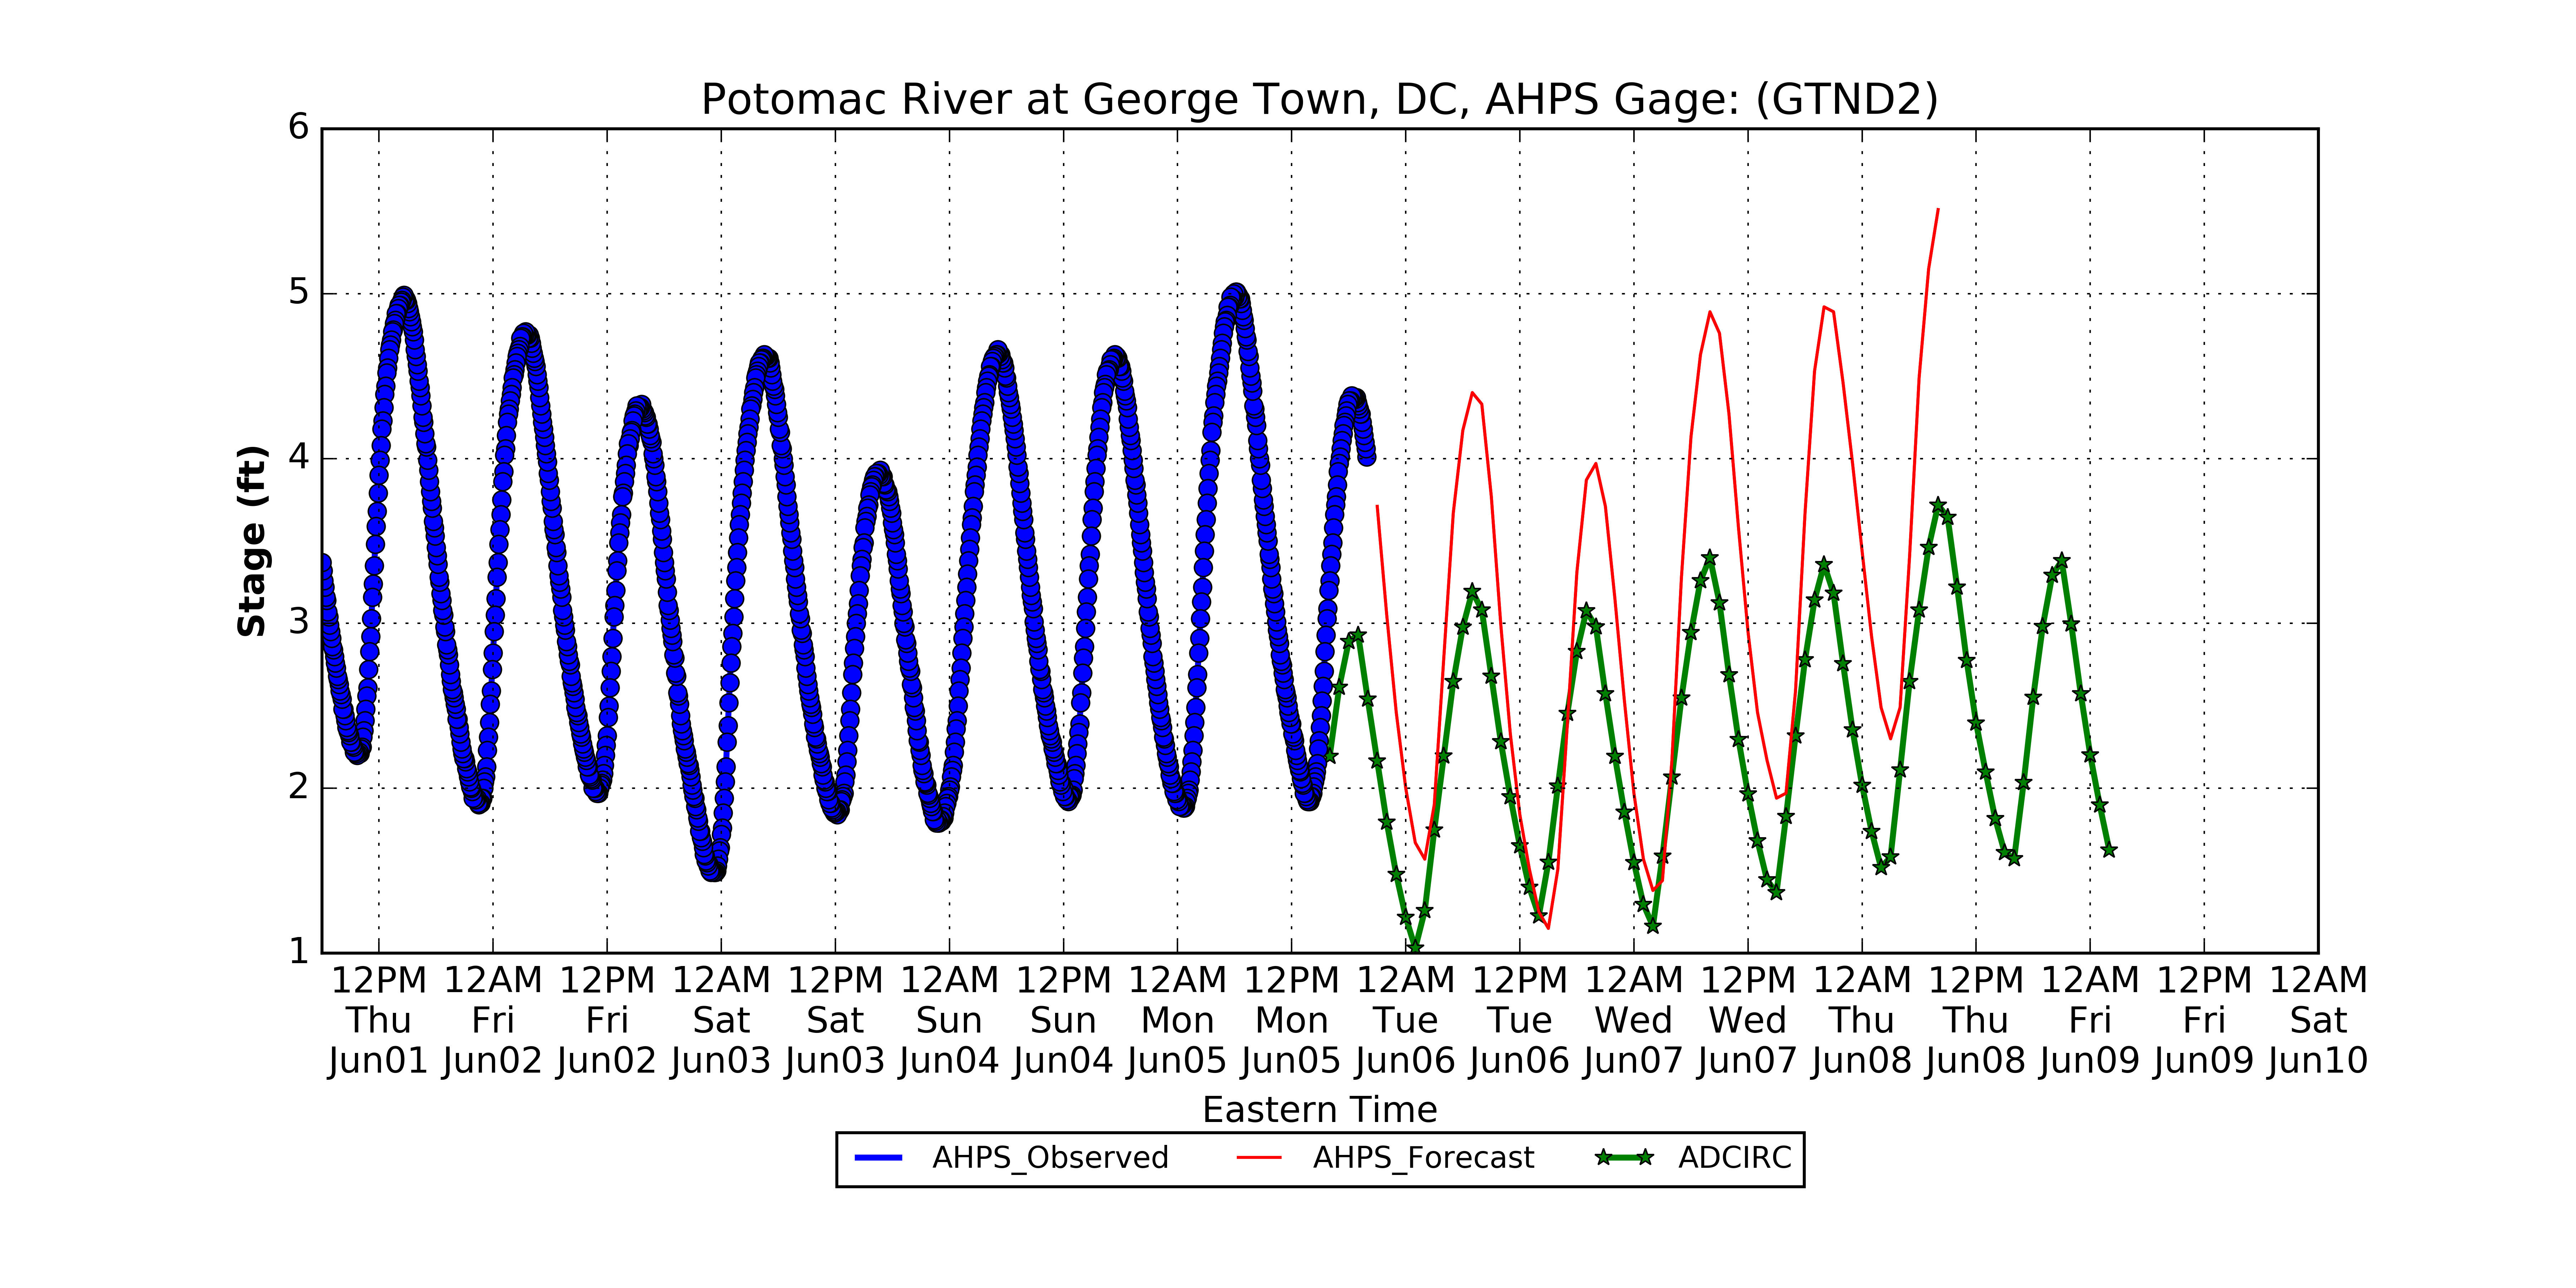 Potomac River at George Town, DC, AHPS Gage: (GTND2)
6
5
4
3
2
1
Stage (ft)
12PM 12AM 12PM 12AM 12PM 12AM 12PM 12AM 12PM 12AM 12PM 12AM 12PM 12AM 12PM 12AM 12PM 12AM
Thu Fri Fri Sat Sat Sun Sun Mon Mon Tue Tue Wed Wed Thu Thu Fri Fri Sat
Jun01 Jun02 Jun02 Jun03 Jun03 Jun04 Jun04 Jun05 Jun05 Jun06 Jun06 Jun07 Jun07 Jun08 Jun08 Jun09 Jun09 Jun10
Eastern Time
AHPS_Observed AHPS_Forecast ADCIRC